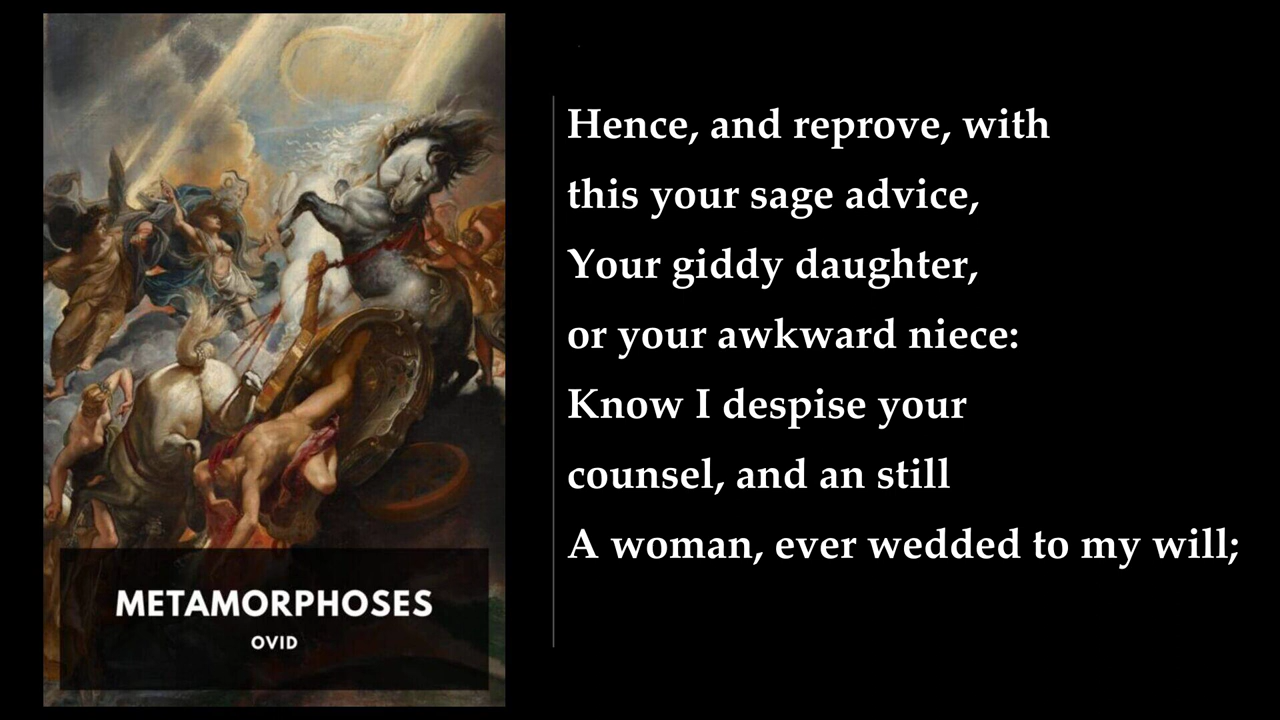 METAMORPHOSES
OVID
Hence, and reprove, with
this your sage advice,
Your giddy daughter,
or your awkward niece:
Know I despise your
counsel, and an still
A woman, ever wedded to my will;